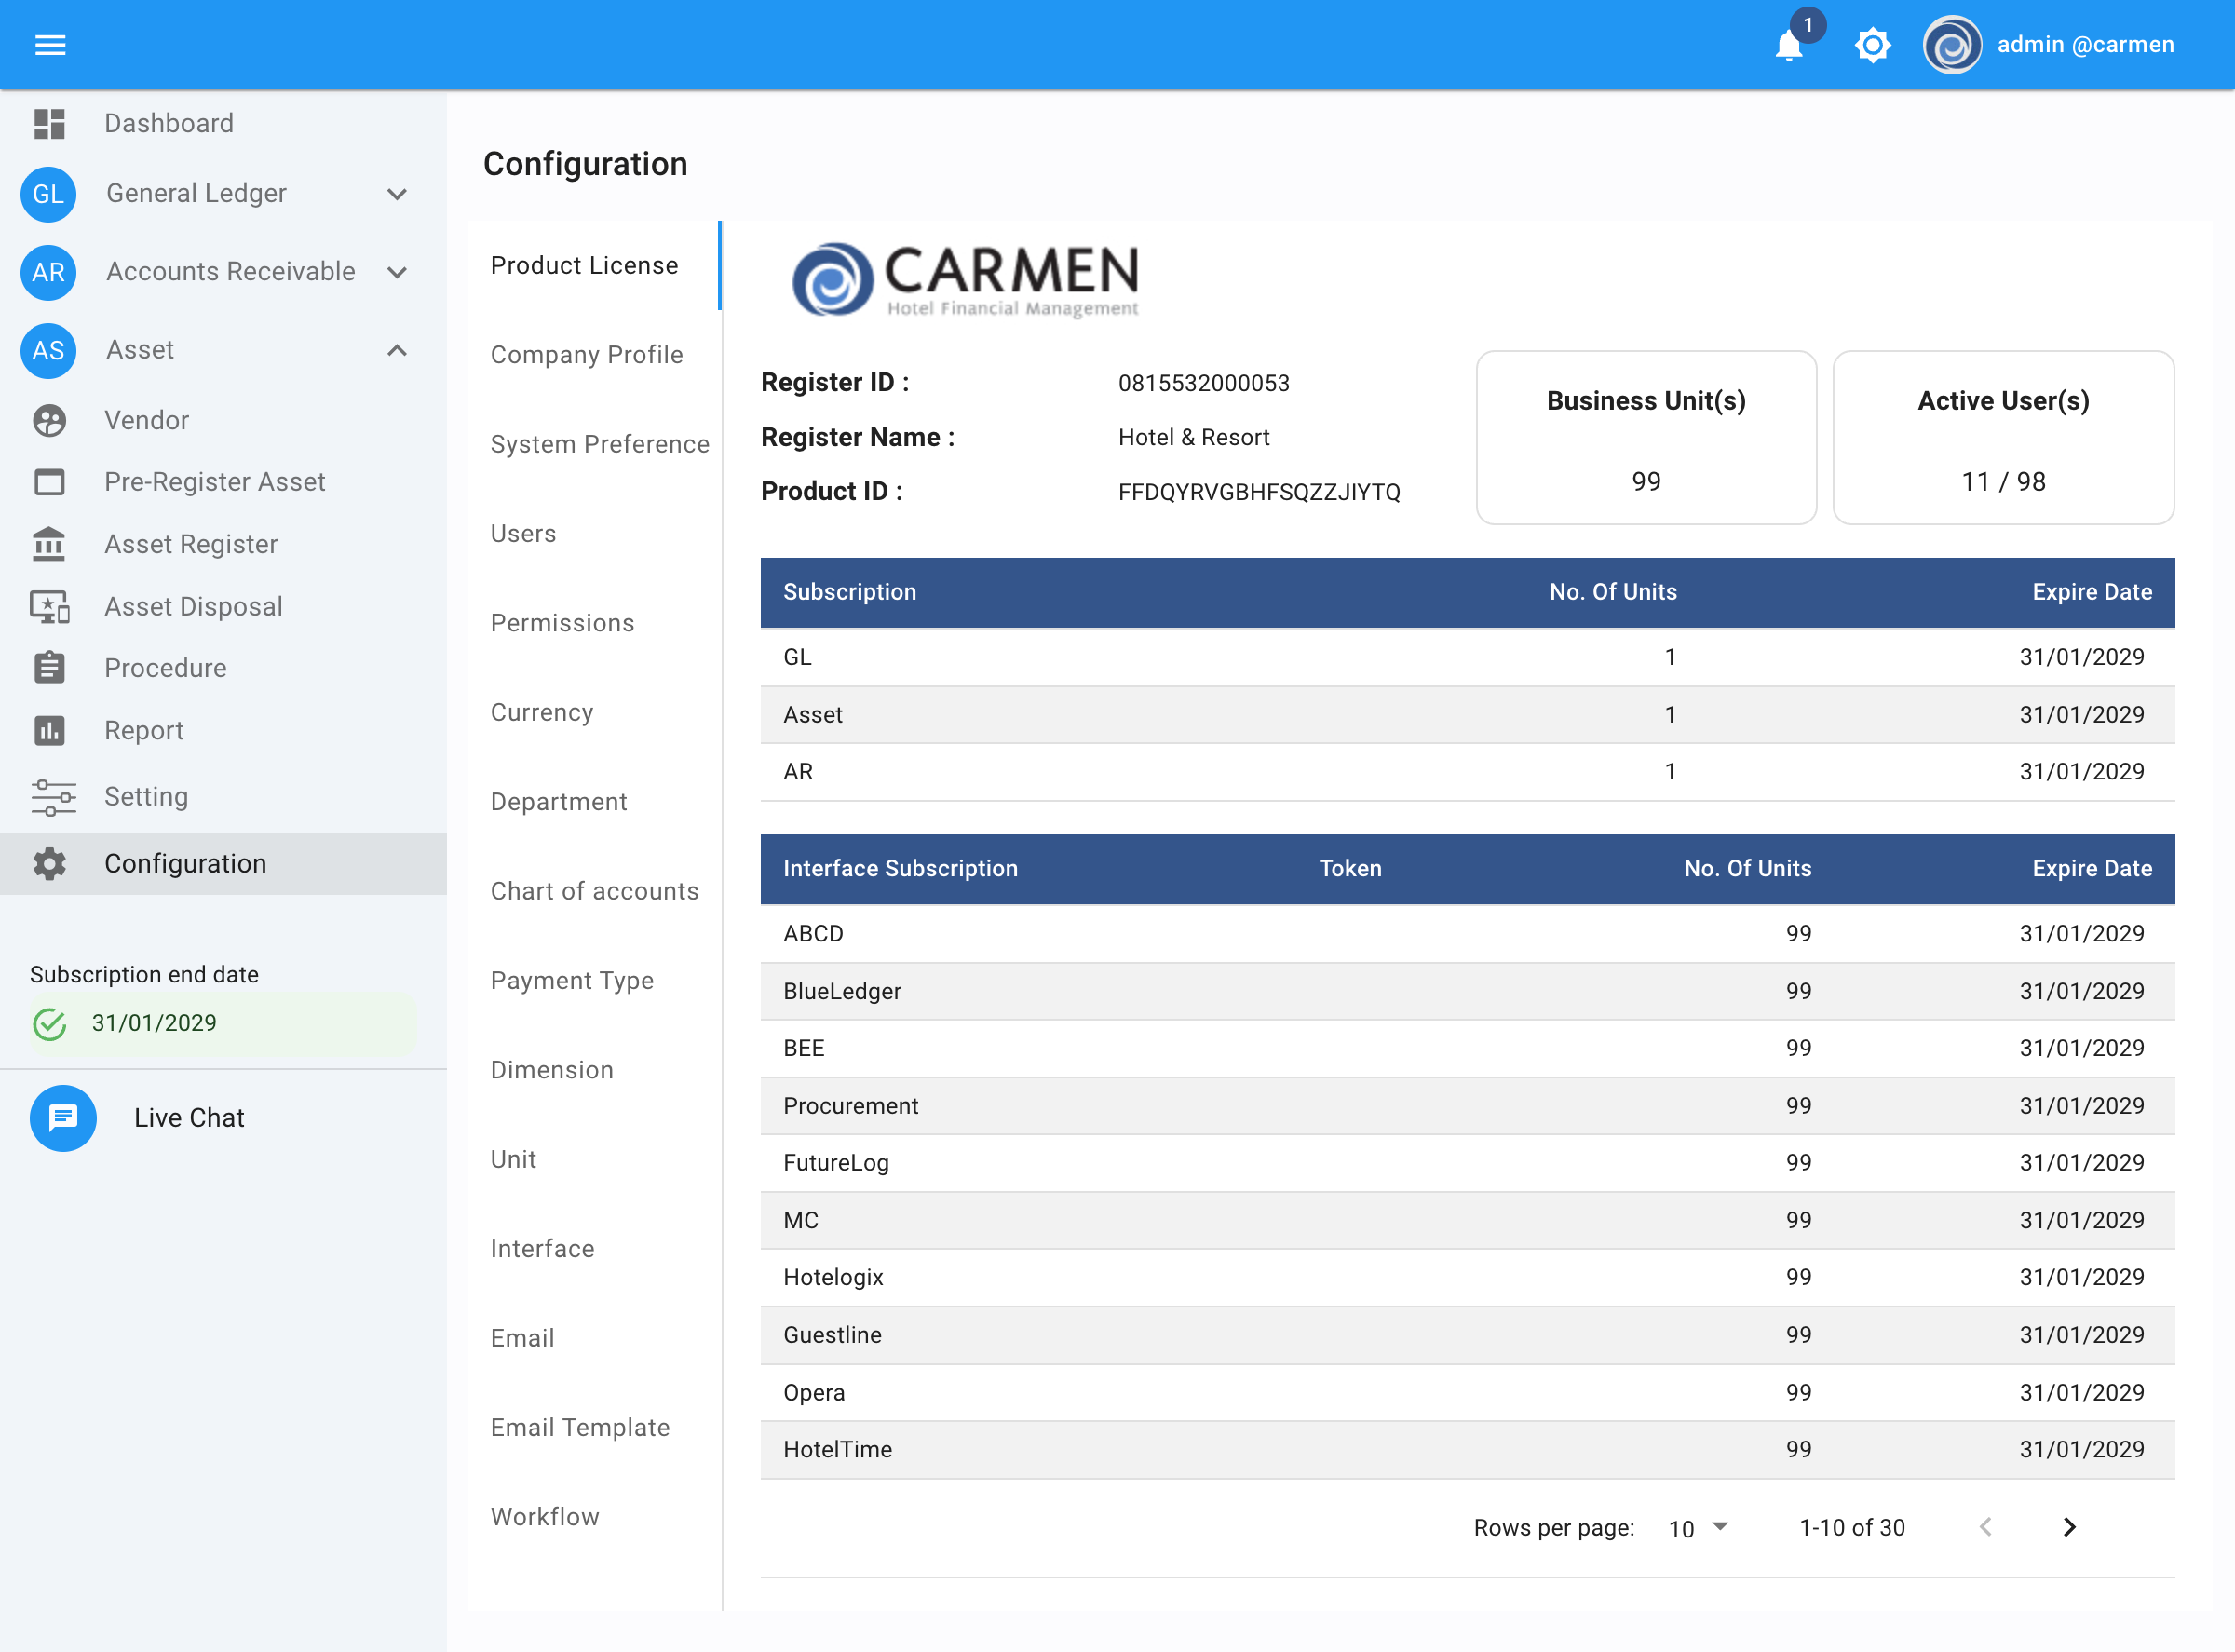 1
admin @carmen
Dashboard
GL General Ledger
AR Accounts Receivable
AS Asset
Vendor
Pre-Register Asset
Asset Register
Asset Disposal
Procedure
Report
Setting
Configuration
Subscription end date
31/01/2029
Live Chat
Configuration
Product License
Company Profile
System Preference
Users
Permissions
Currency
Department
Chart of accounts
Payment Type
Dimension
Unit
Interface
Email
Email Template
Workflow
CARMEN
Hotel Financial Management
Register ID : 0815532000053
Register Name : Hotel & Resort
Product ID : FFDQYRVGBHFSQZZJIYTQ
Business Unit(s)
99
Active User(s)
11 / 98
Subscription No. Of Units Expire Date
GL 1 31/01/2029
Asset 1 31/01/2029
AR 1 31/01/2029
Interface Subscription Token No. Of Units Expire Date
ABCD 99 31/01/2029
BlueLedger 99 31/01/2029
BEE 99 31/01/2029
Procurement 99 31/01/2029
FutureLog 99 31/01/2029
MC 99 31/01/2029
Hotelogix 99 31/01/2029
Guestline 99 31/01/2029
Opera 99 31/01/2029
HotelTime 99 31/01/2029
Rows per page: 10 1-10 of 30